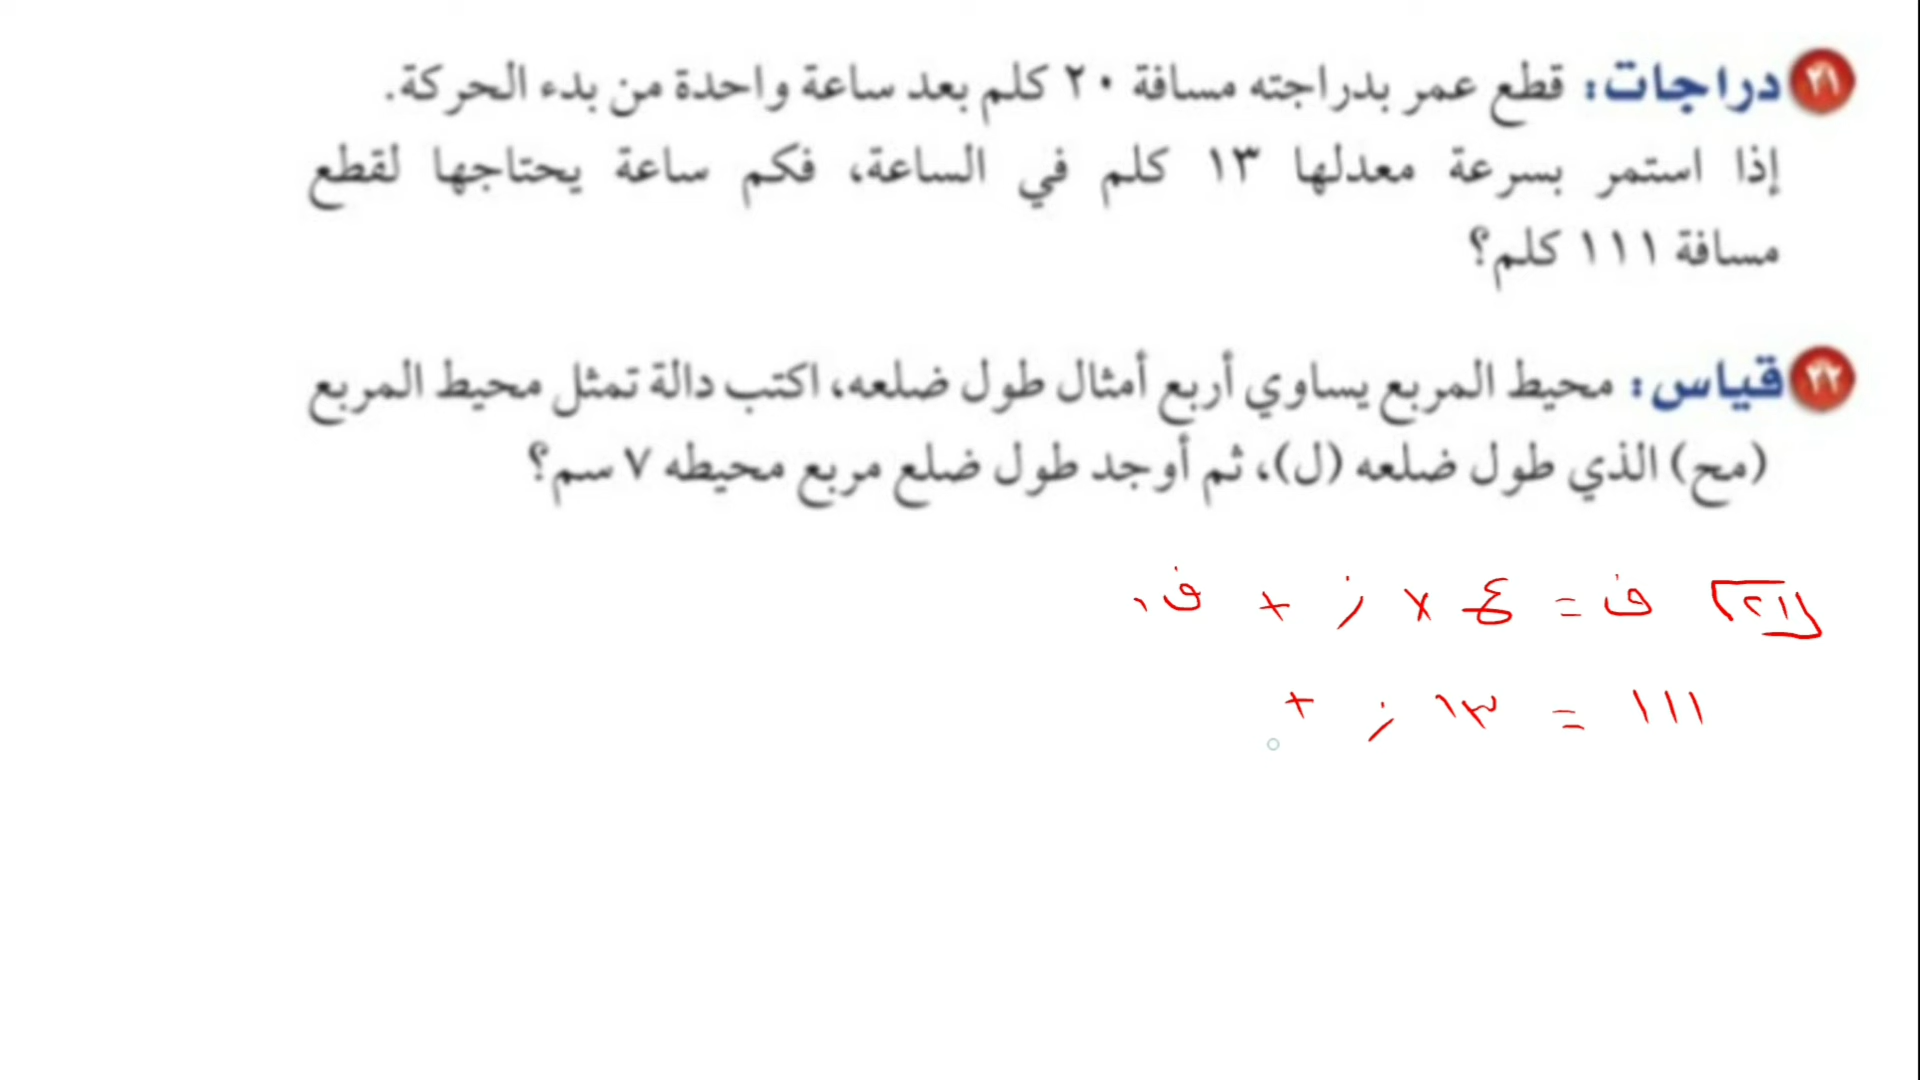 ٢١ دراجات: قطع عمر بدراجته مسافة ٢٠ كلم بعد ساعة واحدة من بدء الحركة.
إذا استمر بسرعة معدلها ١٣ كلم في الساعة، فكم ساعة يحتاجها لقطع
مسافة ١١١ كلم؟
٢٢ قياس: محيط المربع يساوي أربع أمثال طول ضلعه، اكتب دالة تمثل محيط المربع
(مح) الذي طول ضلعه (ل)، ثم أوجد طول ضلع مربع محيطه ٧ سم؟
٢١ ف = ع × ز + ف٠
١١١ = ١٣ ز +